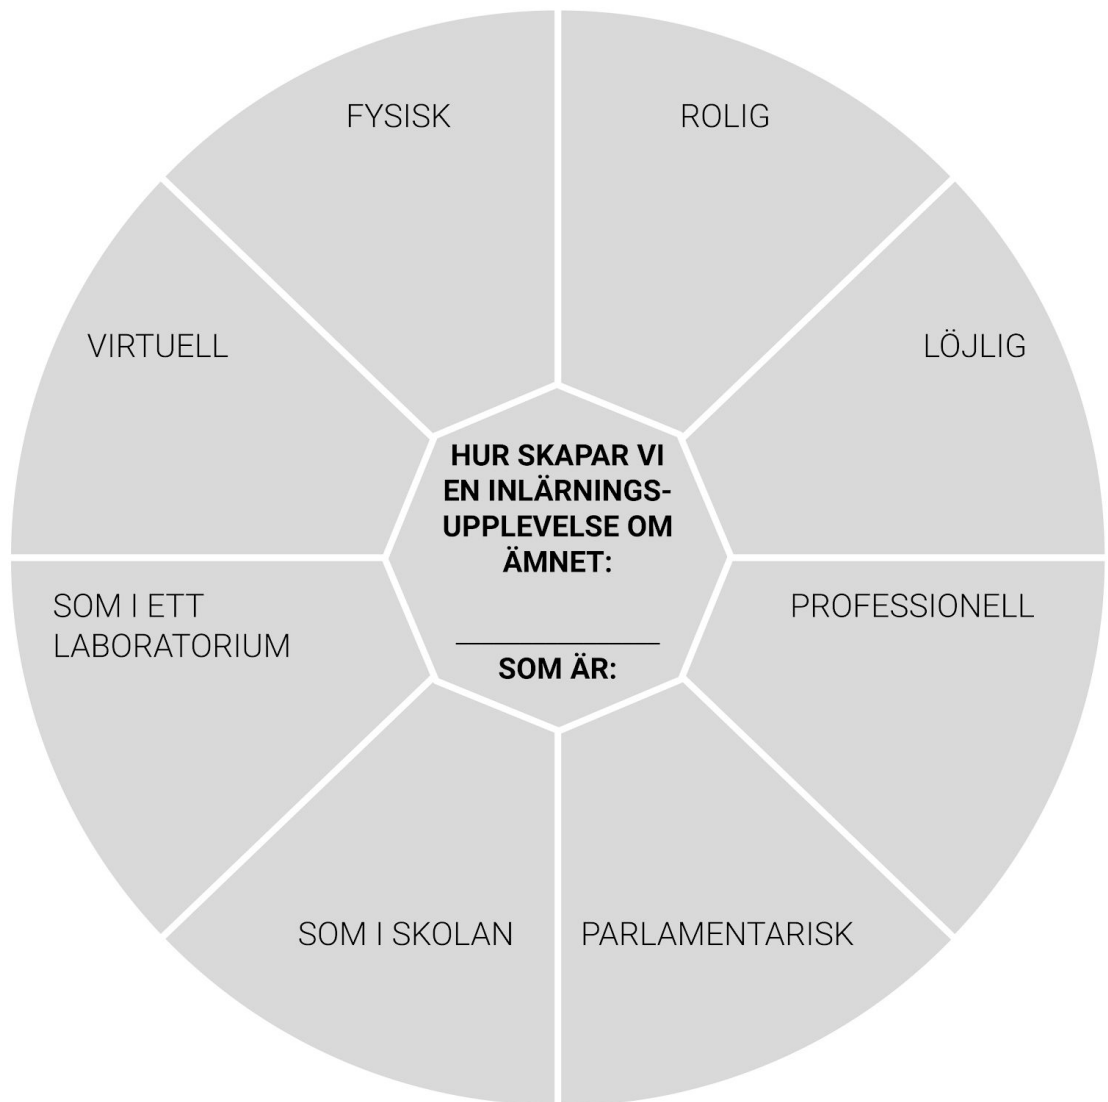 FYSISK
ROLIG
VIRTUELL
LÖJLIG
HUR SKAPAR VI
EN INLÄRNINGS-
UPPLEVELSE OM
ÄMNET:
SOM ÄR:
SOM I ETT
LABORATORIUM
PROFESSIONELL
SOM I SKOLAN
PARLAMENTARISK